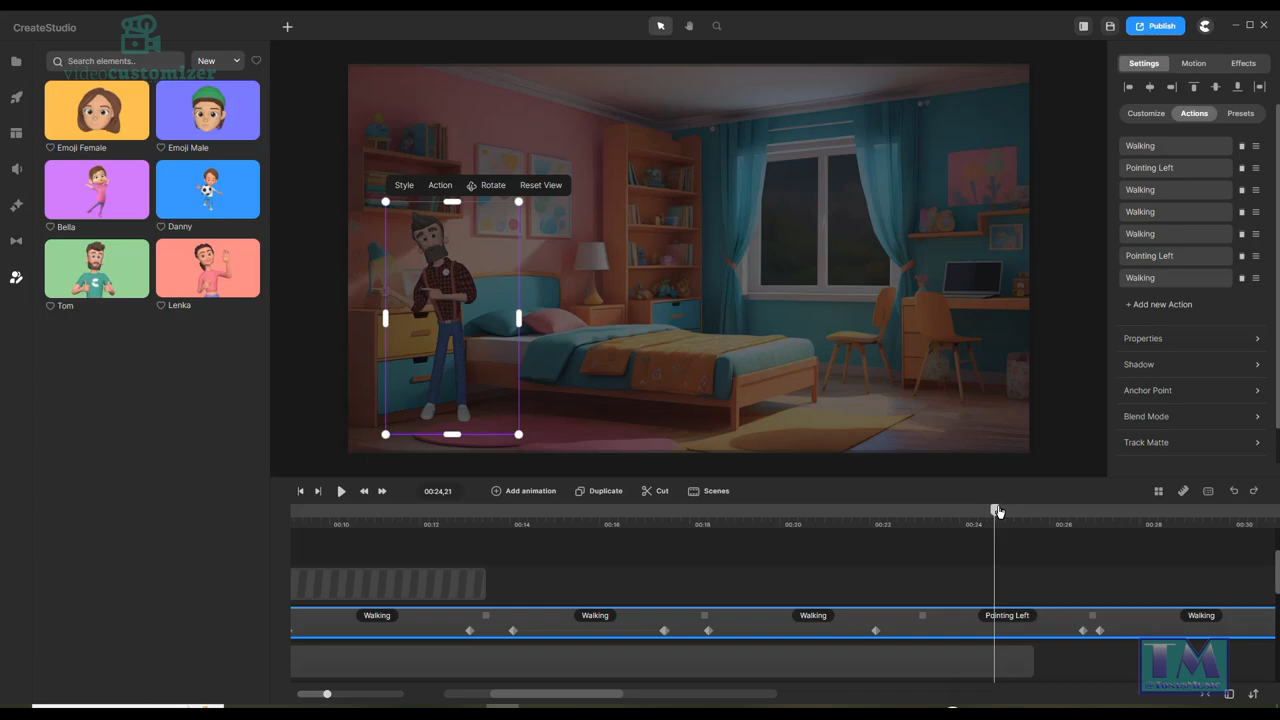 CreateStudio
Publish
videocustomizer
Search elements..
New
Emoji Female
Emoji Male
Bella
Danny
Tom
Lenka
Style
Action
Rotate
Reset View
Settings
Motion
Effects
Customize
Actions
Presets
Walking
Pointing Left
Walking
Walking
Walking
Pointing Left
Walking
+ Add new Action
Properties
Shadow
Anchor Point
Blend Mode
Track Matte
00:24,21
Add animation
Duplicate
Cut
Scenes
00:10
00:12
00:14
00:16
00:18
00:20
00:22
00:24
00:26
00:28
00:30
Walking
Walking
Walking
Pointing Left
Walking
TM